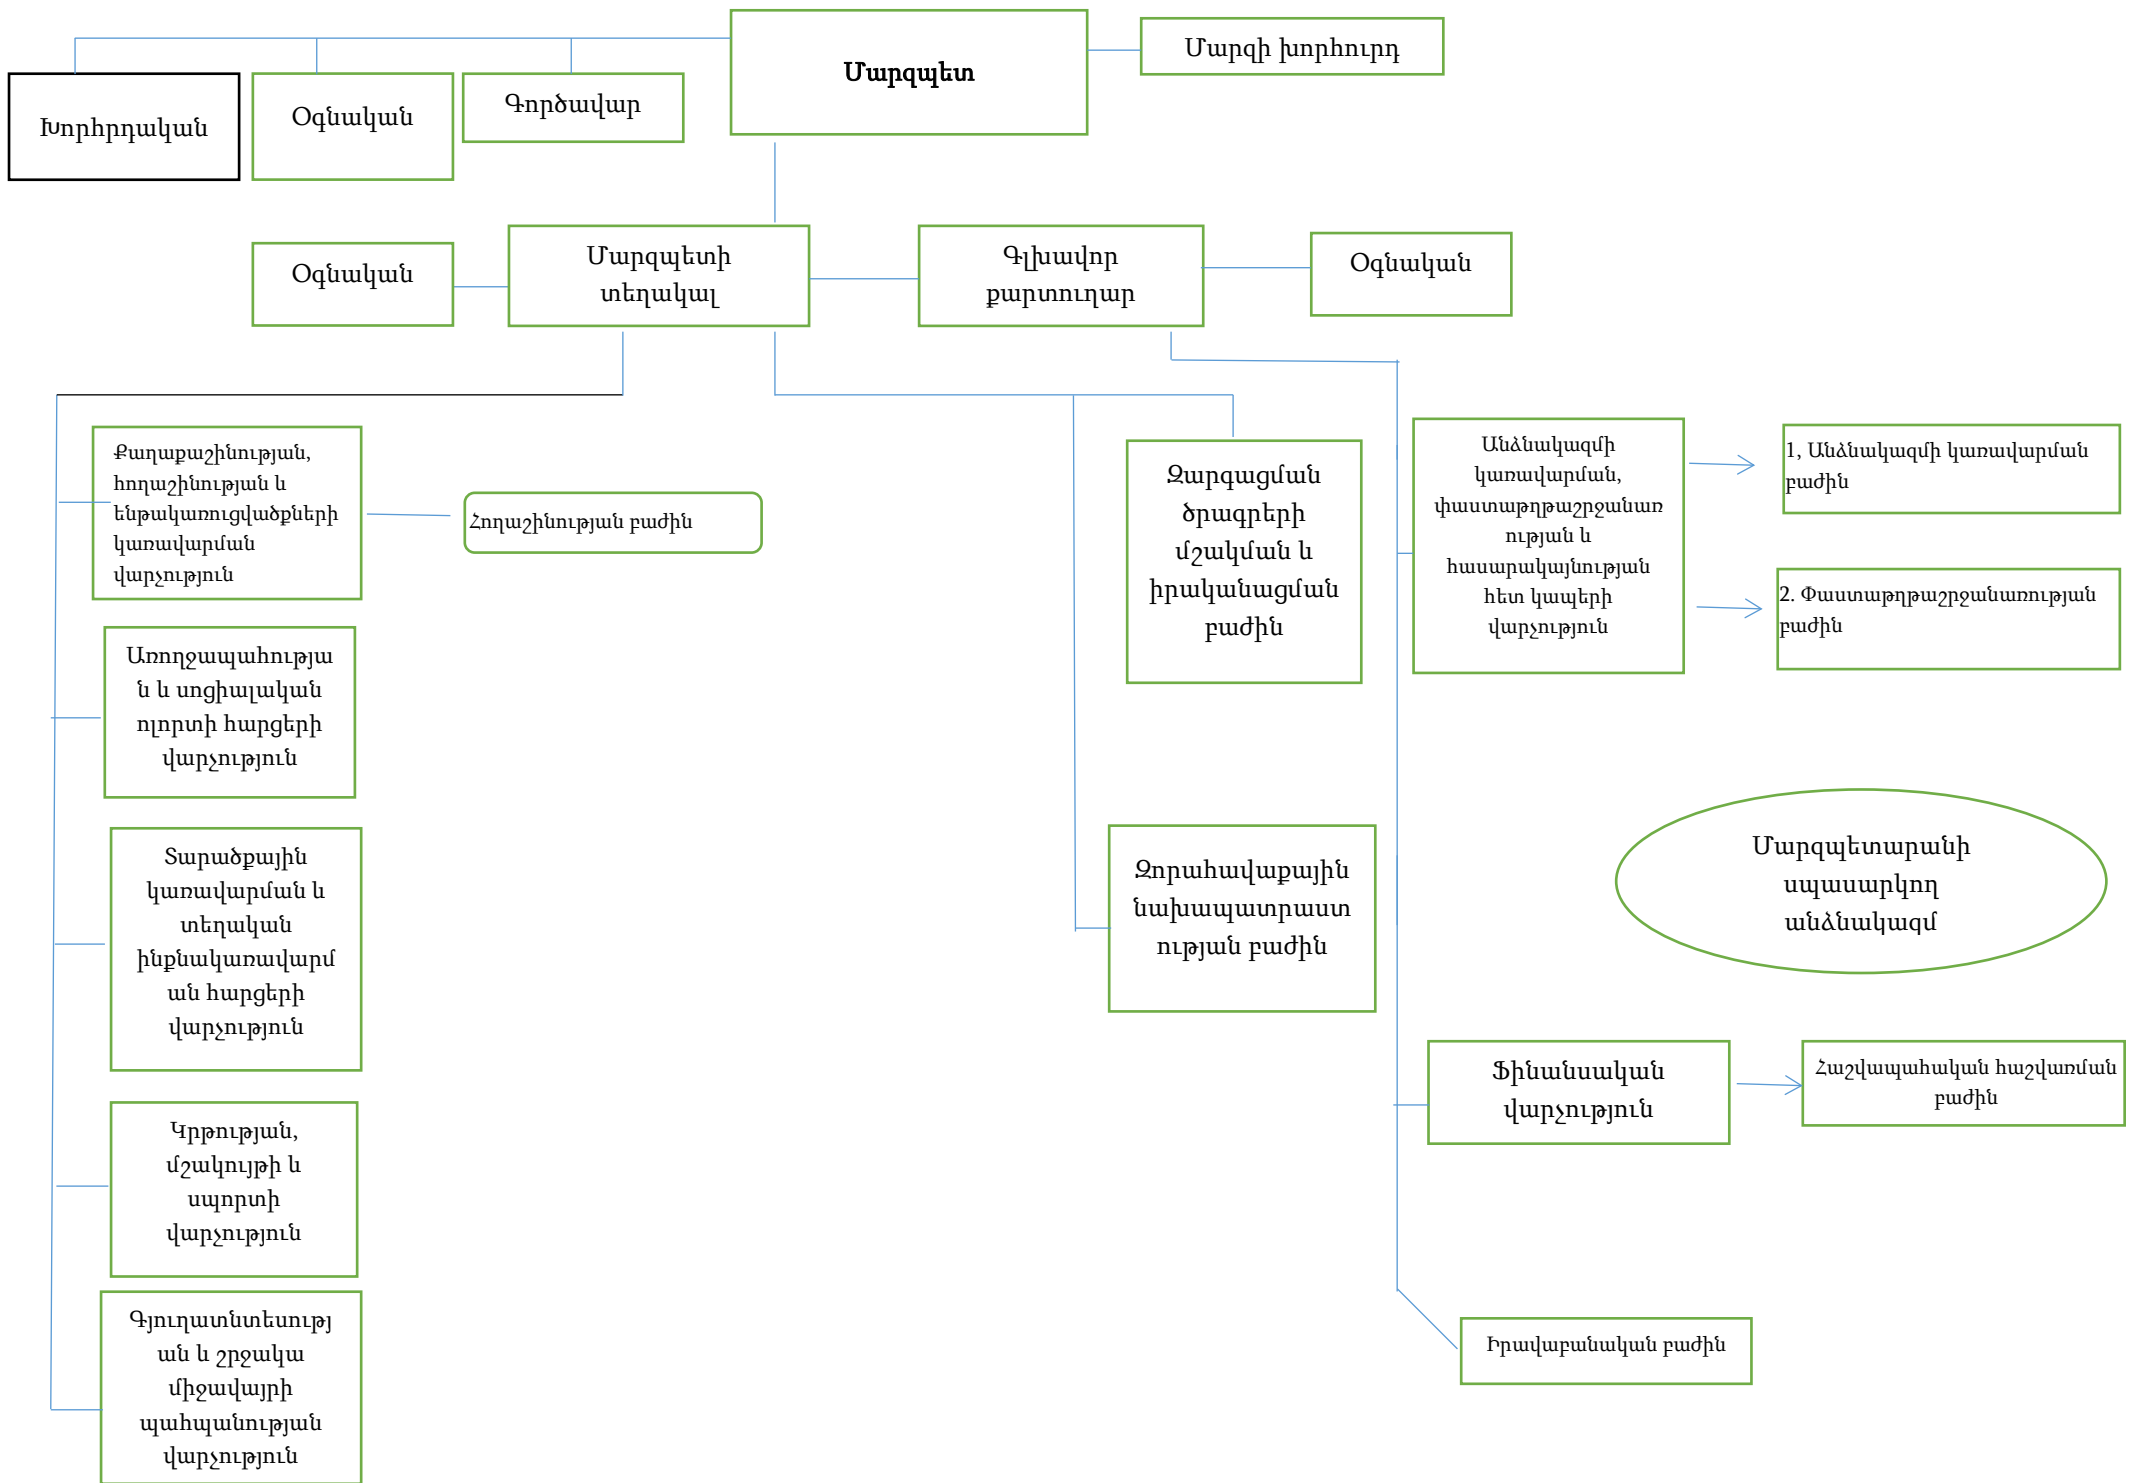 Մարզպետ
Մարզի խորհուրդ
Խորհրդական
Օգնական
Գործավար
Օգնական
Մարզպետի
տեղակալ
Գլխավոր
քարտուղար
Օգնական
Քաղաքաշինության,
հողաշինության և
ենթակառուցվածքների
կառավարման
վարչություն
Հողաշինության բաժին
Առողջապահությա
ն և սոցիալական
ոլորտի հարցերի
վարչություն
Տարածքային
կառավարման և
տեղական
ինքնակառավարմ
ան հարցերի
վարչություն
Կրթության,
մշակույթի և
սպորտի
վարչություն
Գյուղատնտեսությ
ան և շրջակա
միջավայրի
պահպանության
վարչություն
Զարգացման
ծրագրերի
մշակման և
իրականացման
բաժին
Զորահավաքային
նախապատրաստ
ության բաժին
Անձնակազմի
կառավարման,
փաստաթղթաշրջանառ
ության և
հասարակայնության
հետ կապերի
վարչություն
1, Անձնակազմի կառավարման
բաժին
2. Փաստաթղթաշրջանառության
բաժին
Մարզպետարանի
սպասարկող
անձնակազմ
Ֆինանսական
վարչություն
Հաշվապահական հաշվառման
բաժին
Իրավաբանական բաժին